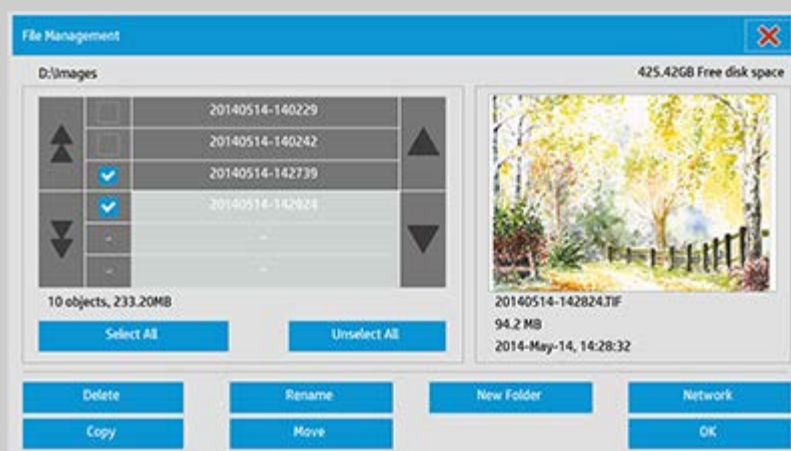 File Management
D:\Images
425.42GB Free disk space
20140514-140229
20140514-140242
20140514-142739
20140514-142824
-
-
-
-
10 objects, 233.20MB
Select All
Unselect All
20140514-142824.TIF
94.2 MB
2014-May-14, 14:28:32
Delete
Rename
New Folder
Network
Copy
Move
OK